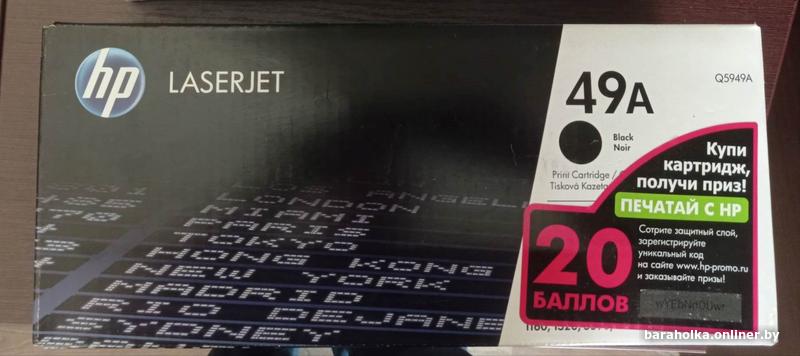 hp
LASERJET
49A
Q5949A
Black
Noir
Print Cartridge /
Tisková Kazeta
Купи
картридж,
получи приз!
ПЕЧАТАЙ С HP
20
БАЛЛОВ
Сотрите защитный слой,
зарегистрируйте
уникальный код
на сайте www.hp-promo.ru
и заказывайте призы!
LONDON
MIAMI
PARIS
TOKYO
HONG KONG
NEW YORK
MADRID
RIO DE JANE
SYDNEY
baraholka.onliner.by